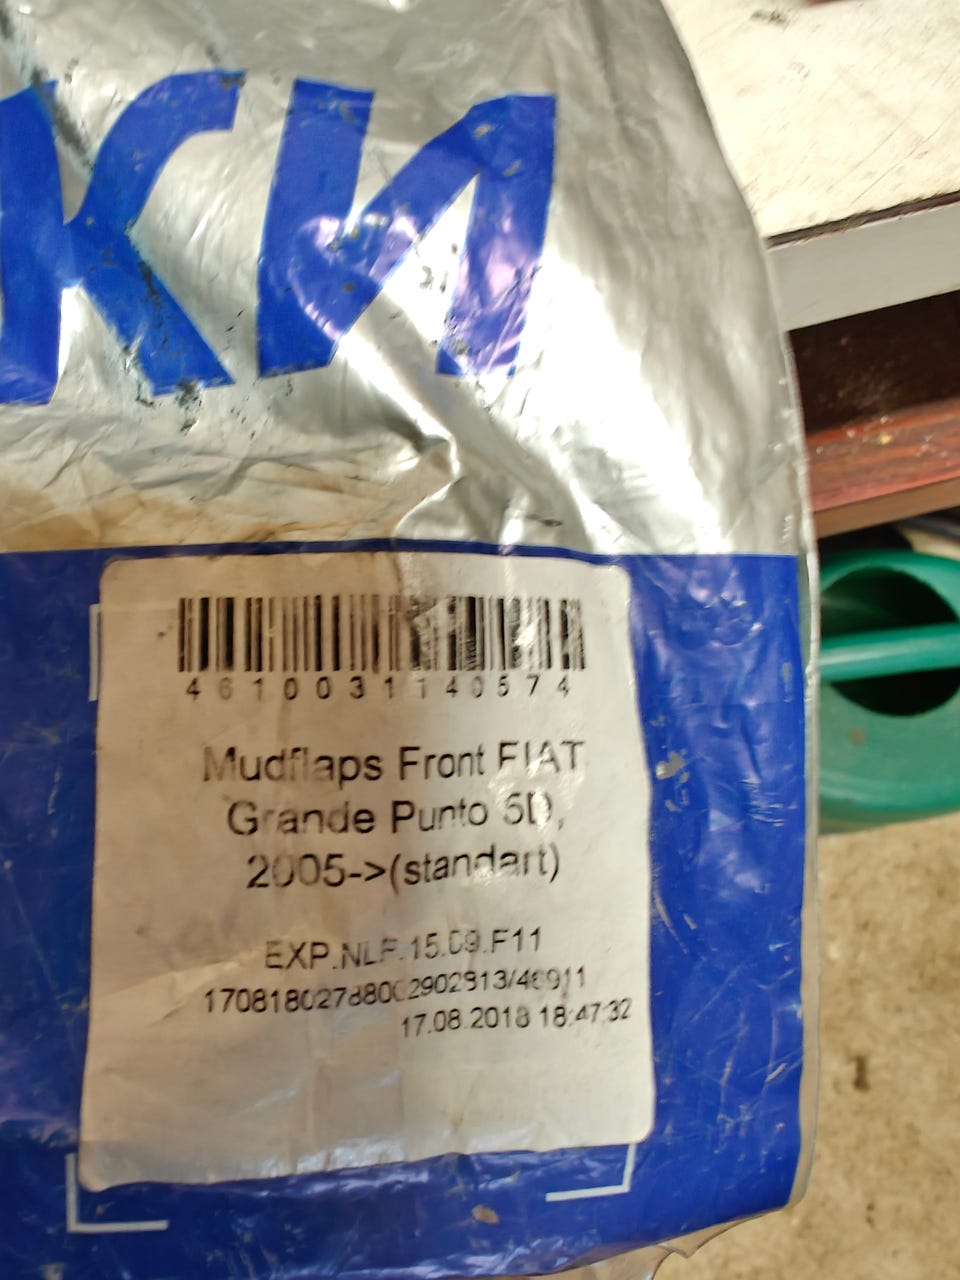 КИ
4610031140574
Mudflaps Front FIAT
Grande Punto 5D,
2005->(standart)
EXP.NLF.15.09.F11
17.08.2018 18:47:32